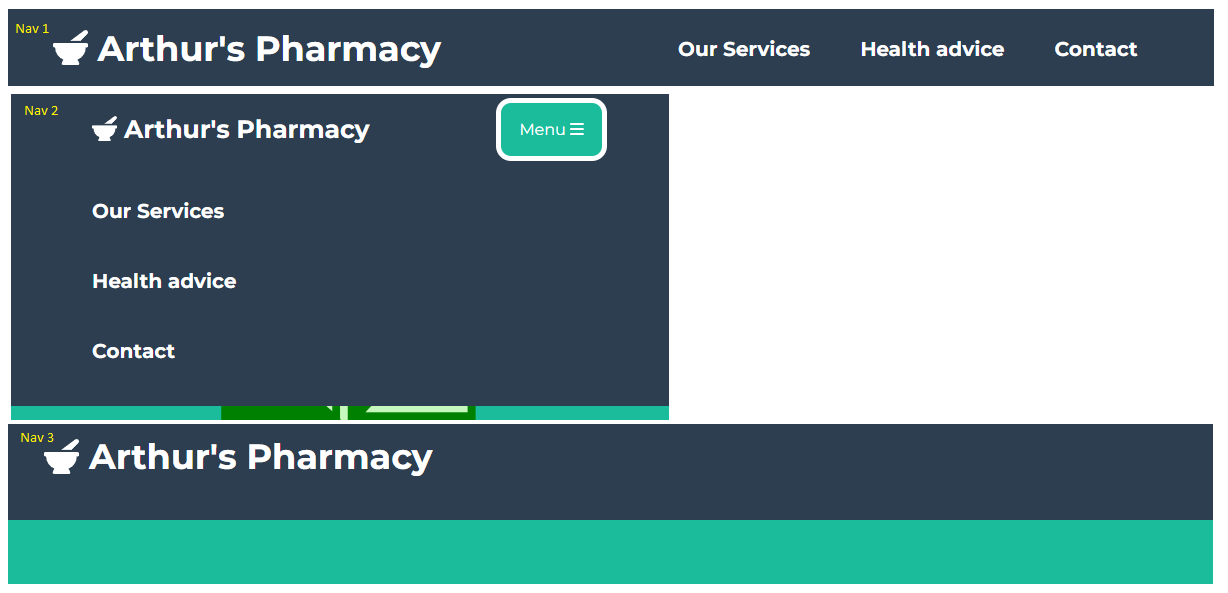 Nav 1
Arthur's Pharmacy
Our Services
Health advice
Contact
Nav 2
Arthur's Pharmacy
Menu
Our Services
Health advice
Contact
Nav 3
Arthur's Pharmacy